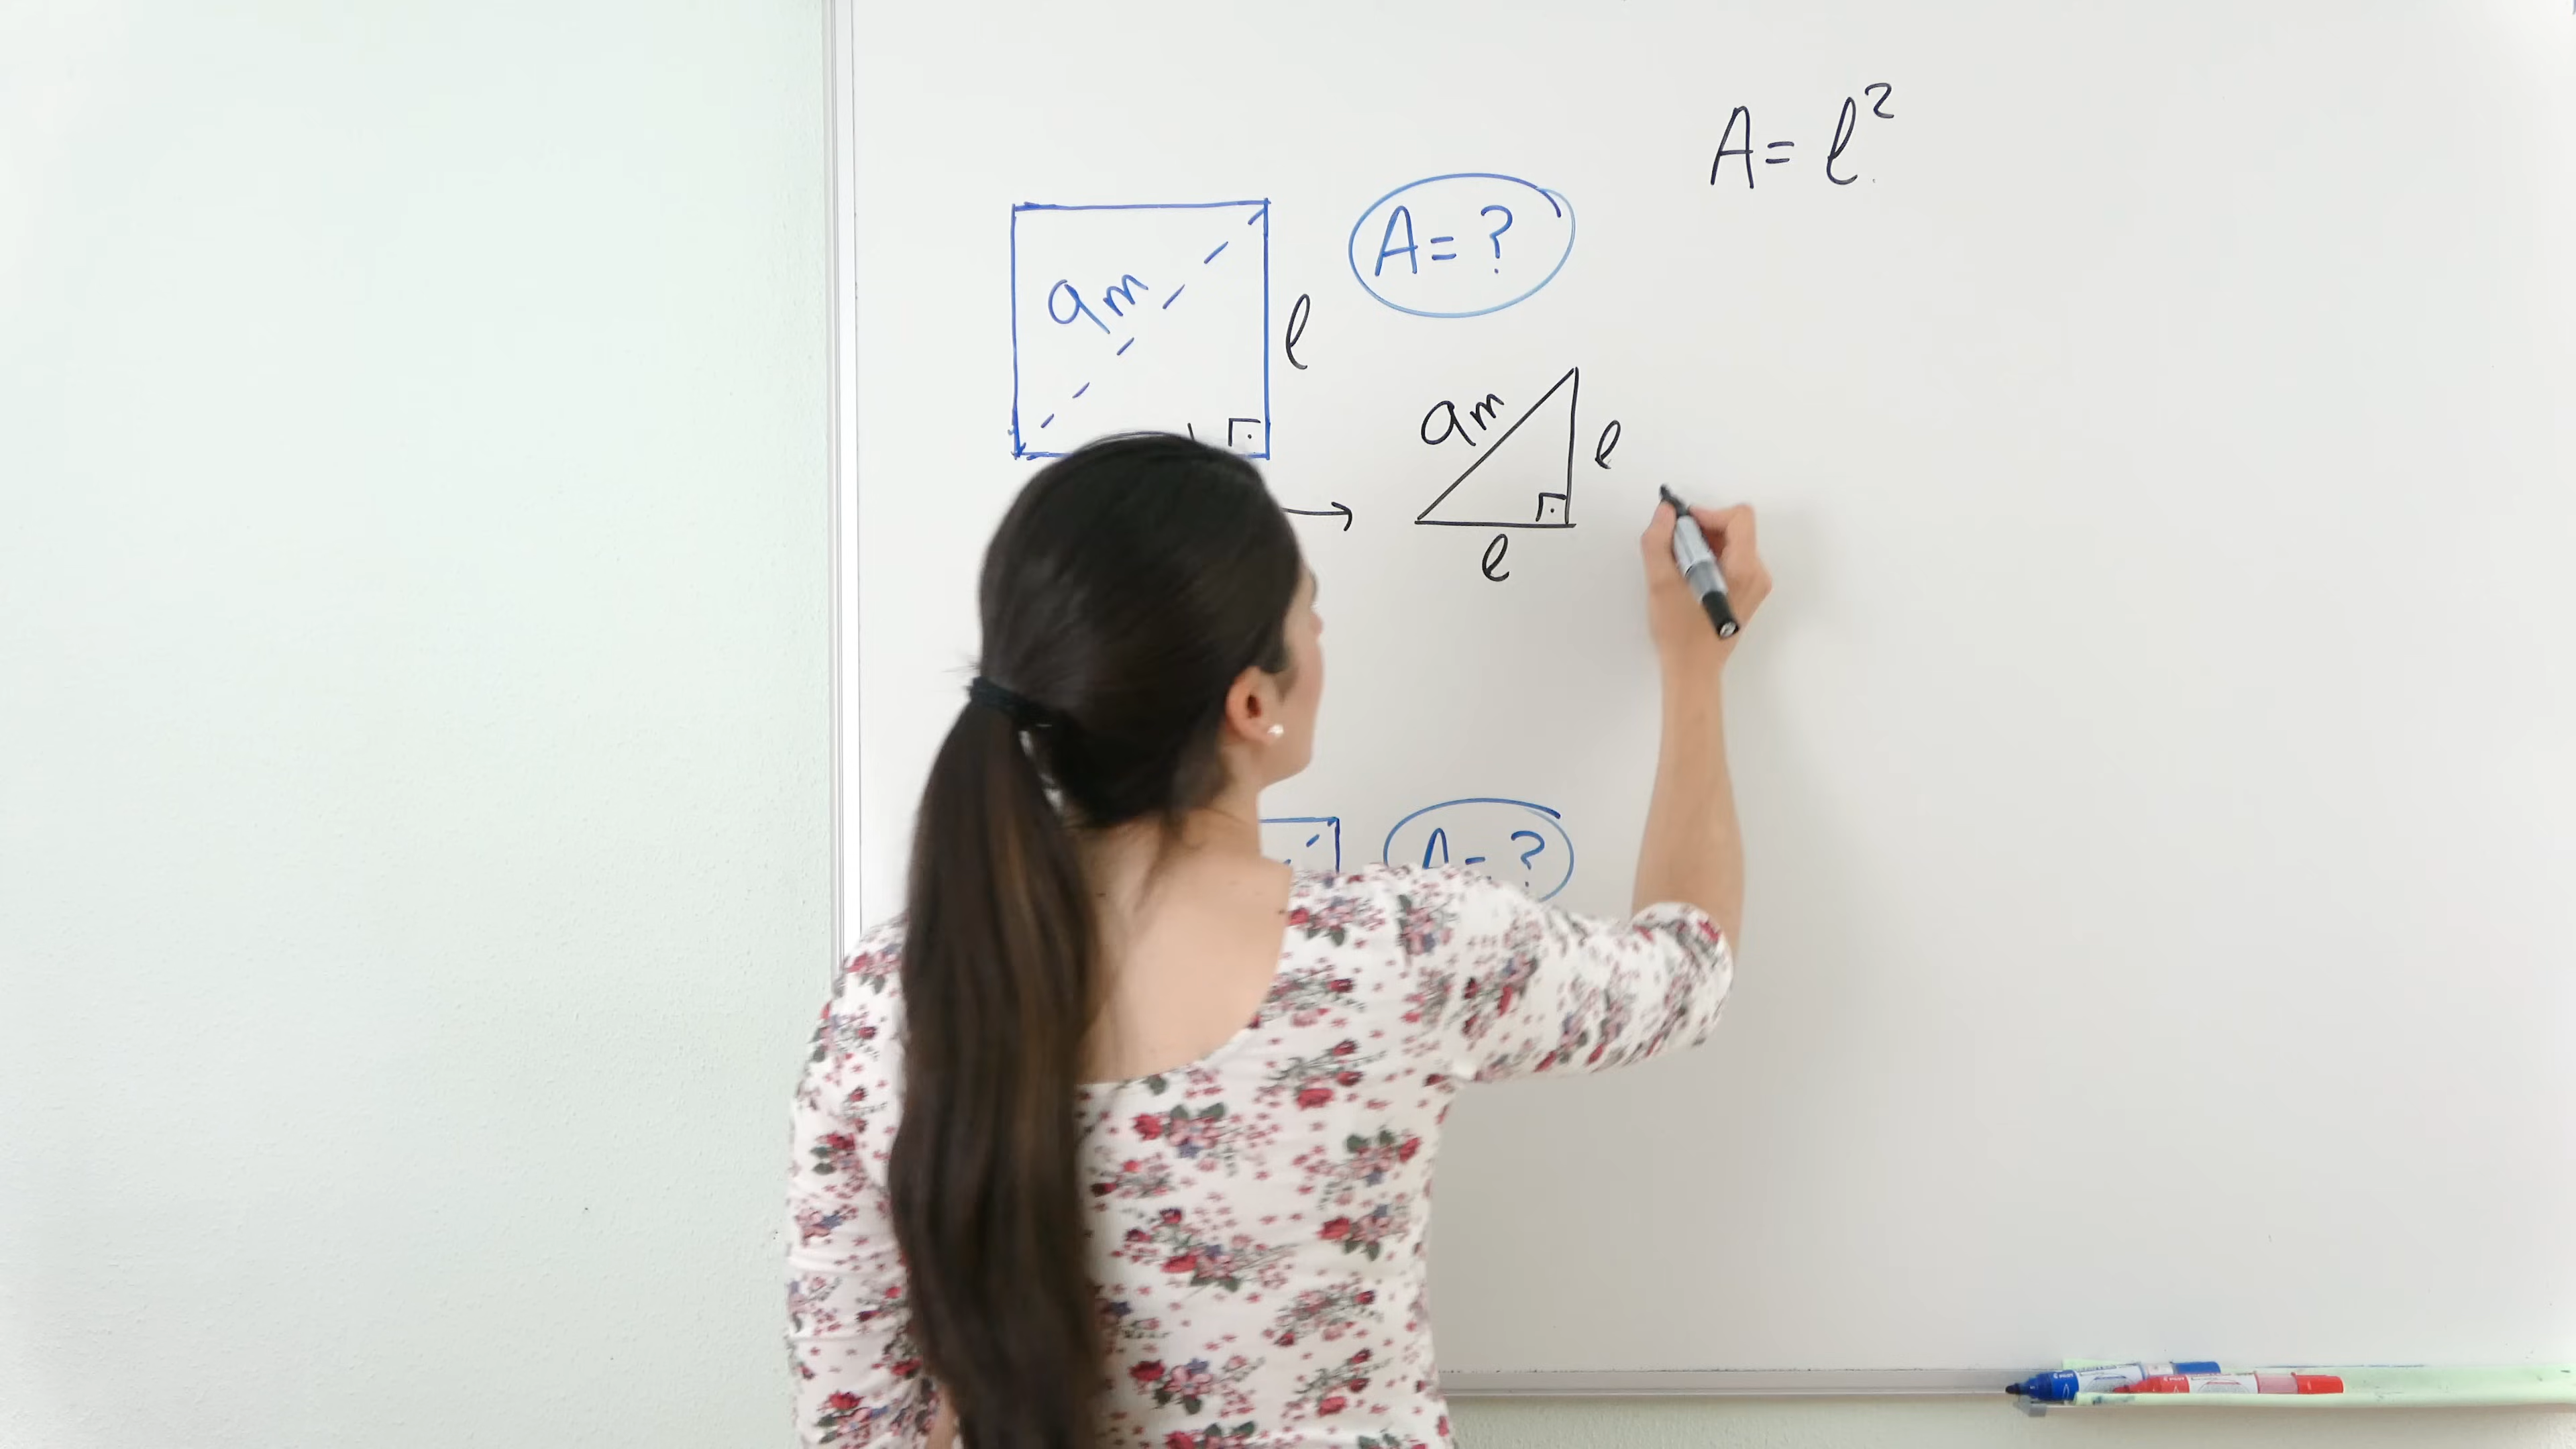 A = l²
A = ?
9m
l
9m
l
l
A = ?